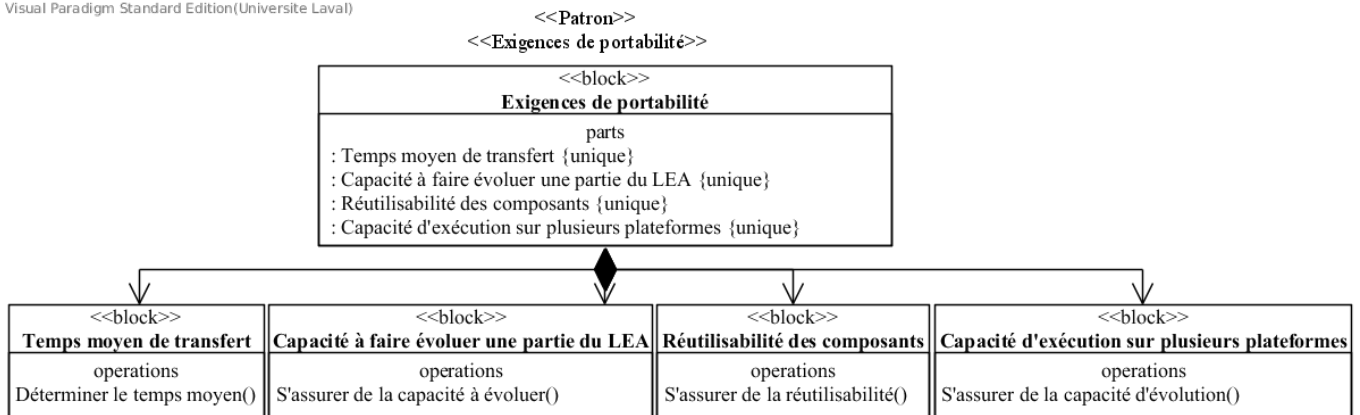 Visual Paradigm Standard Edition(Universite Laval)
<<Patron>>
<<Exigences de portabilité>>
<<block>>
Exigences de portabilité
parts
: Temps moyen de transfert {unique}
: Capacité à faire évoluer une partie du LEA {unique}
: Réutilisabilité des composants {unique}
: Capacité d'exécution sur plusieurs plateformes {unique}
<<block>>
Temps moyen de transfert
operations
Déterminer le temps moyen()
<<block>>
Capacité à faire évoluer une partie du LEA
operations
S'assurer de la capacité à évoluer()
<<block>>
Réutilisabilité des composants
operations
S'assurer de la réutilisabilité()
<<block>>
Capacité d'exécution sur plusieurs plateformes
operations
S'assurer de la capacité d'évolution()